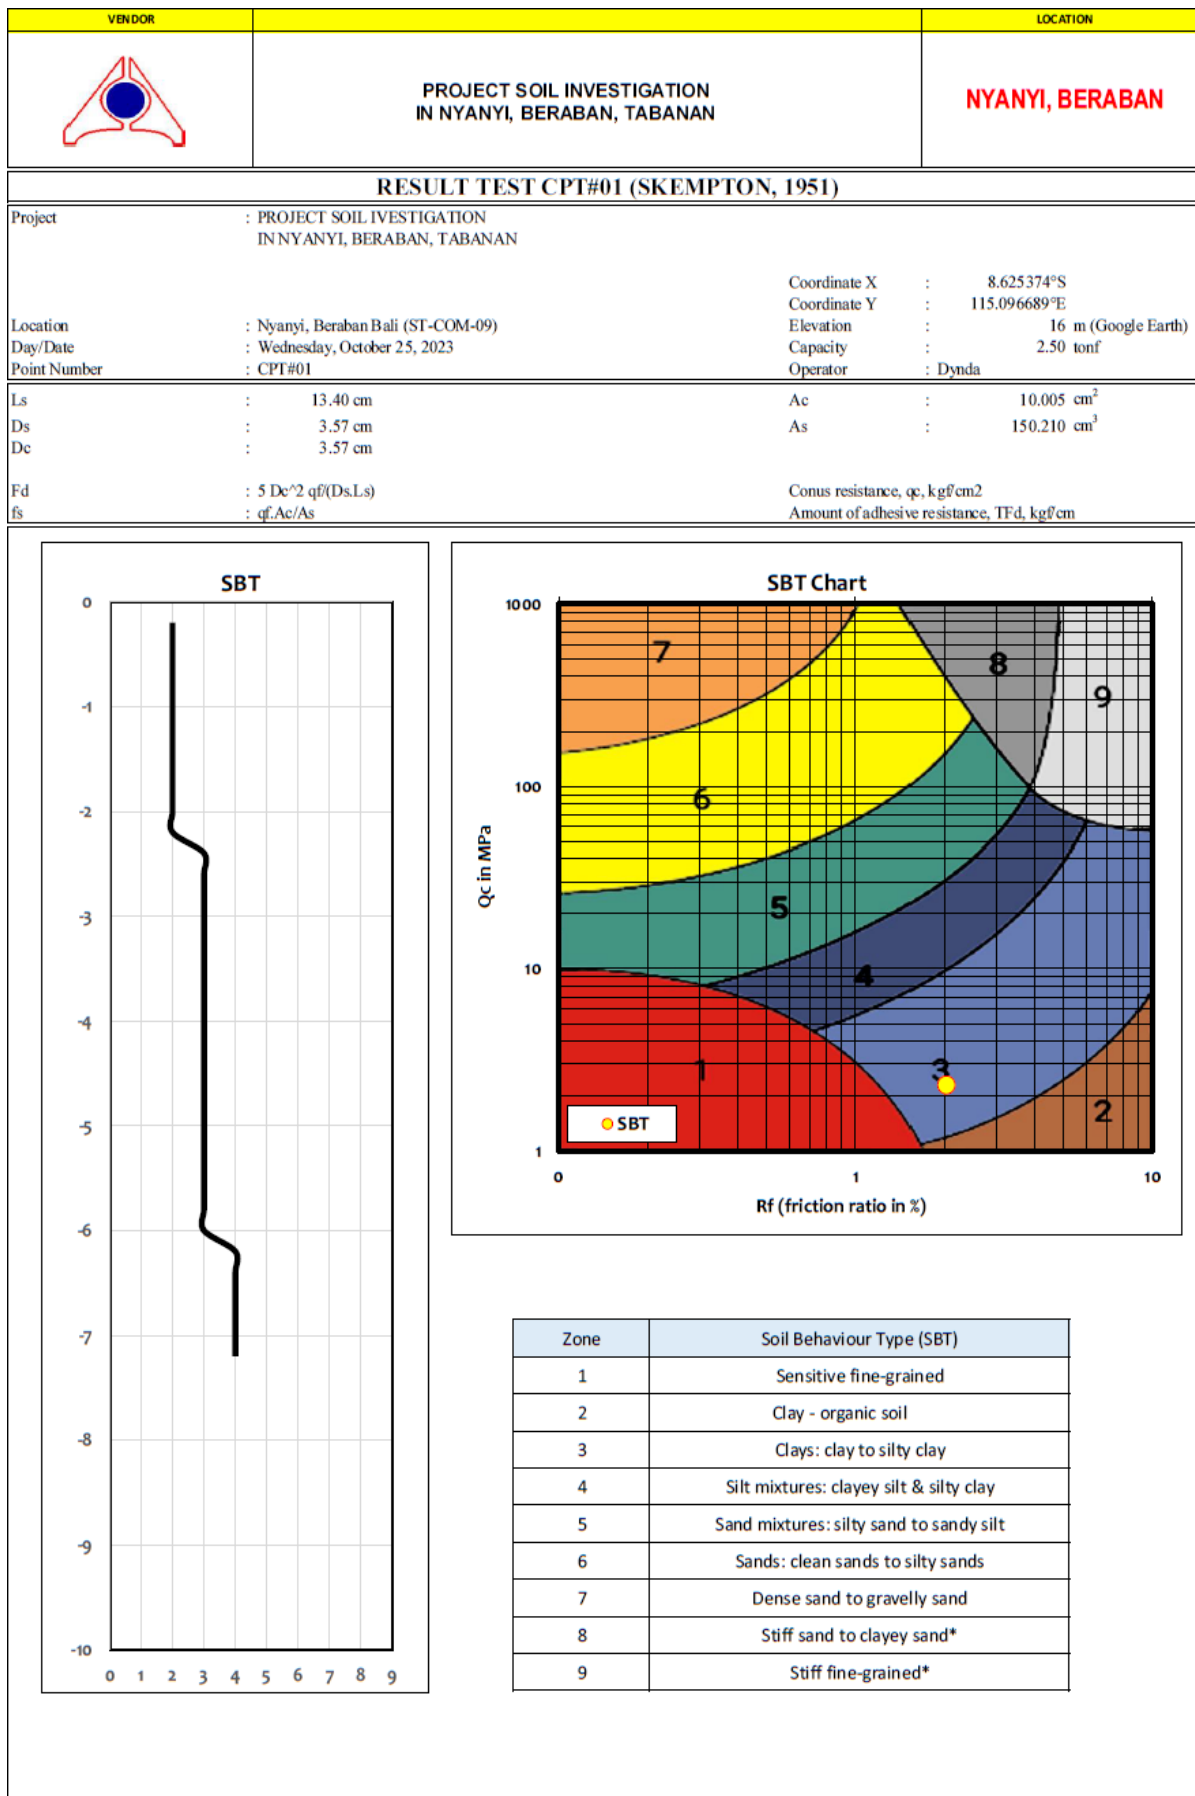 VENDOR
LOCATION
PROJECT SOIL INVESTIGATION
IN NYANYI, BERABAN, TABANAN
NYANYI, BERABAN
RESULT TEST CPT#01 (SKEMPTON, 1951)
Project : PROJECT SOIL IVESTIGATION
IN NYANYI, BERABAN, TABANAN
Coordinate X : 8.625374°S
Coordinate Y : 115.096689°E
Location : Nyanyi, Beraban Bali (ST-COM-09) Elevation : 16 m (Google Earth)
Day/Date : Wednesday, October 25, 2023 Capacity : 2.50 tonf
Point Number : CPT#01 Operator : Dynda
Ls : 13.40 cm Ac : 10.005 cm²
Ds : 3.57 cm As : 150.210 cm³
Dc : 3.57 cm
Fd : 5 Dc^2 qf/(Ds.Ls) Conus resistance, qc, kgf/cm2
fs : qf.Ac/As Amount of adhesive resistance, TFd, kgf/cm
SBT
0
-1
-2
-3
-4
-5
-6
-7
-8
-9
-10
0 1 2 3 4 5 6 7 8 9
SBT Chart
1000
100
10
1
Qc in MPa
7
8
9
6
5
4
3
1
2
SBT
0 1 10
Rf (friction ratio in %)
Zone Soil Behaviour Type (SBT)
1 Sensitive fine-grained
2 Clay - organic soil
3 Clays: clay to silty clay
4 Silt mixtures: clayey silt & silty clay
5 Sand mixtures: silty sand to sandy silt
6 Sands: clean sands to silty sands
7 Dense sand to gravelly sand
8 Stiff sand to clayey sand*
9 Stiff fine-grained*